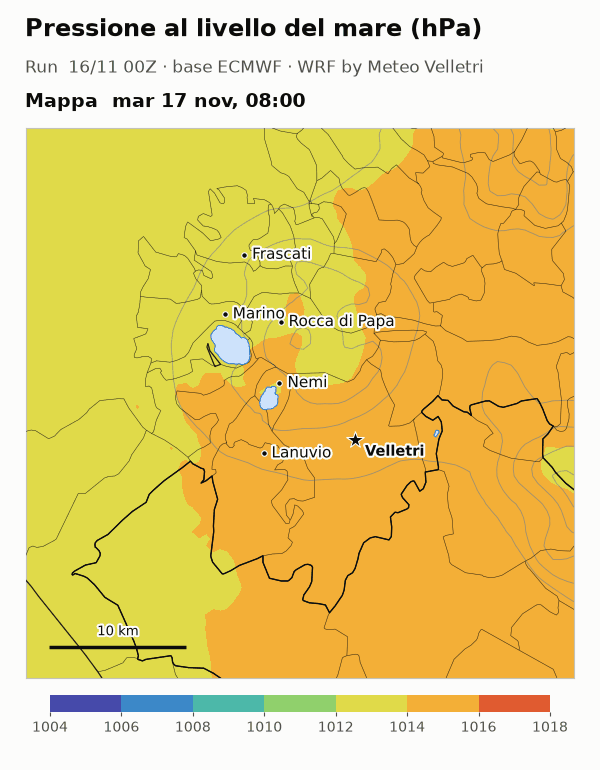 Pressione al livello del mare (hPa)
Run  16/11 00Z · base ECMWF · WRF by Meteo Velletri
Mappa  mar 17 nov, 08:00
Frascati
Marino
Rocca di Papa
Nemi
Velletri
Lanuvio
10 km
1004 1006 1008 1010 1012 1014 1016 1018